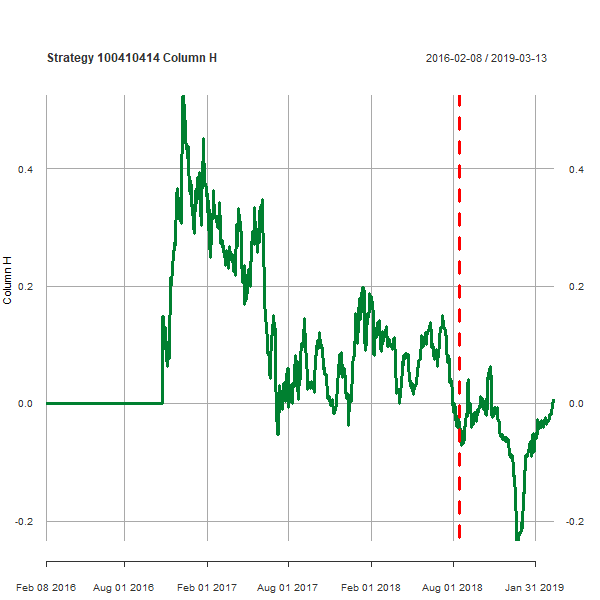 Strategy 100410414 Column H 2016-02-08 / 2019-03-13
0.4 0.4
0.2 0.2
0.0 0.0
-0.2 -0.2
Column H
Feb 08 2016 Aug 01 2016 Feb 01 2017 Aug 01 2017 Feb 01 2018 Aug 01 2018 Jan 31 2019